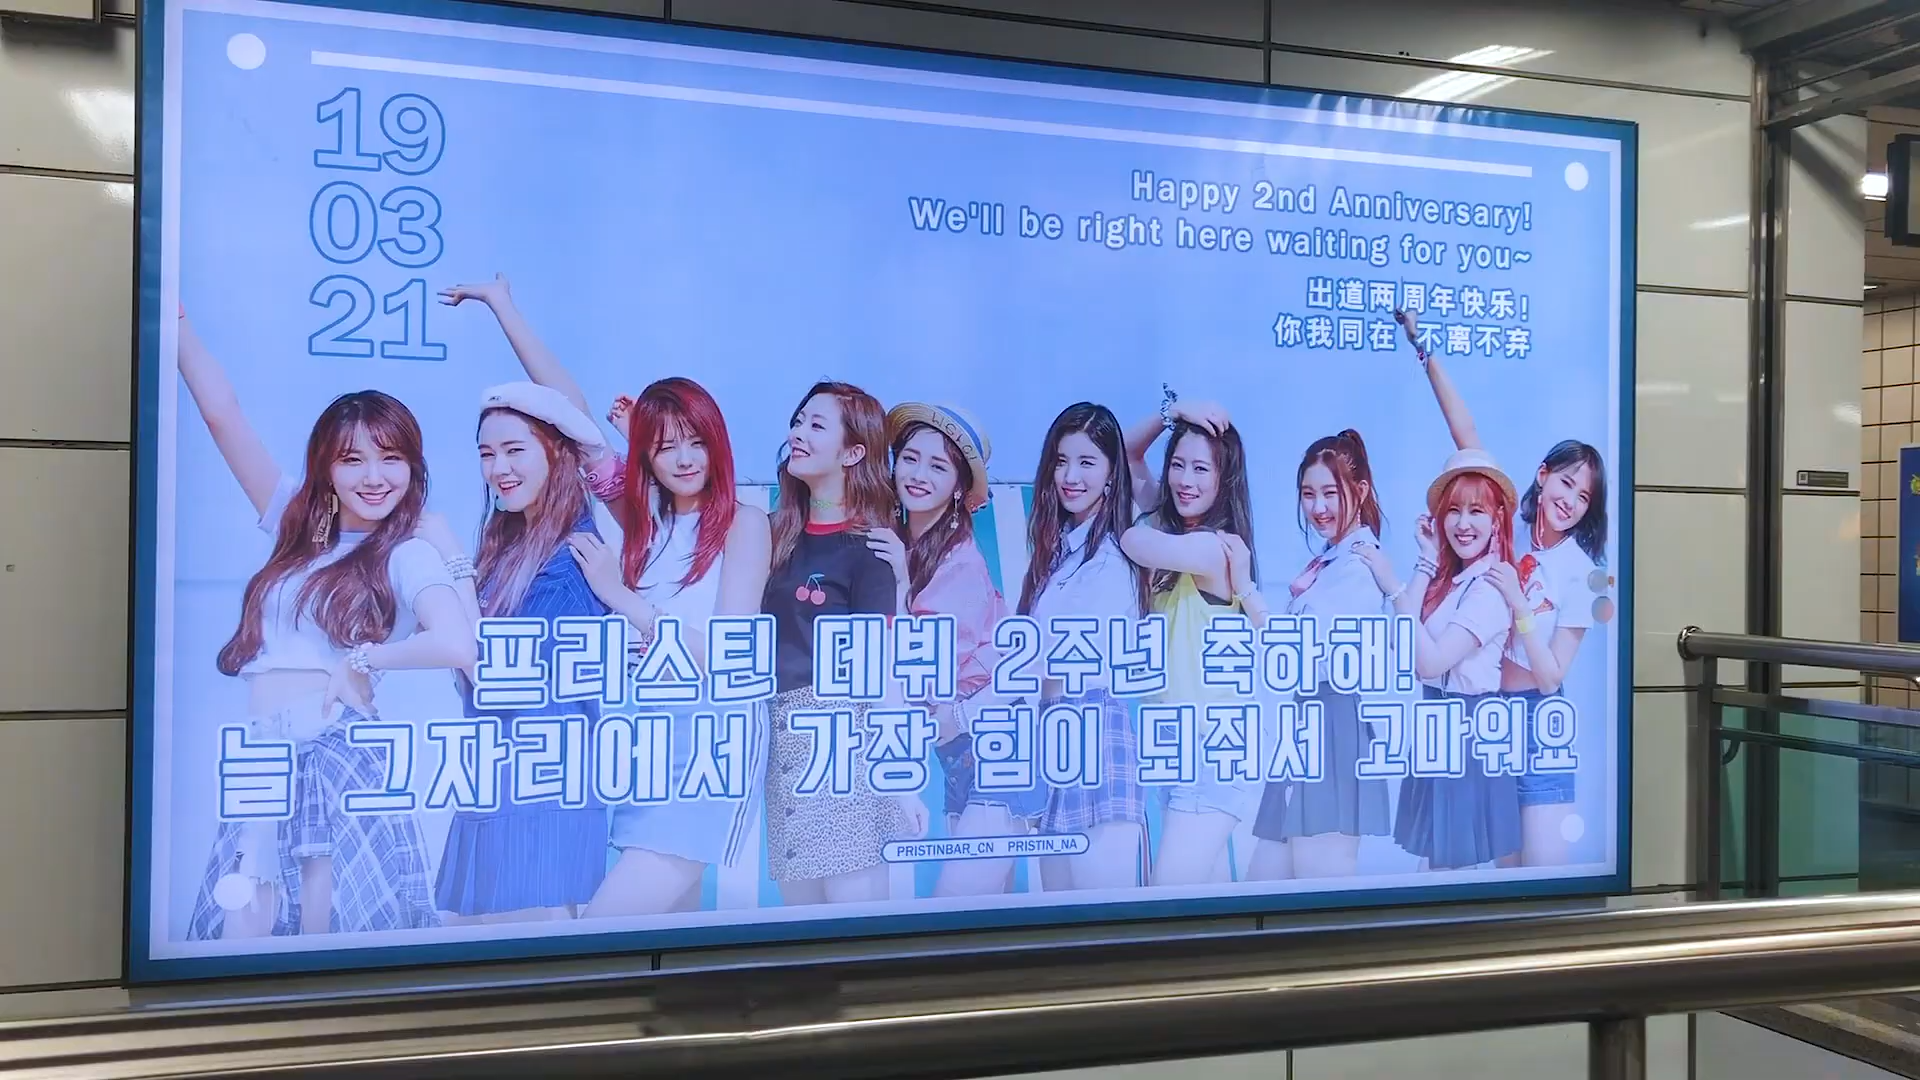 19
03
21
Happy 2nd Anniversary!
We'll be right here waiting for you~
出道两周年快乐!
你我同在 不离不弃
프리스틴 데뷔 2주년 축하해!
늘 그자리에서 가장 힘이 되줘서 고마워요
PRISTINBAR_CN PRISTIN_NA